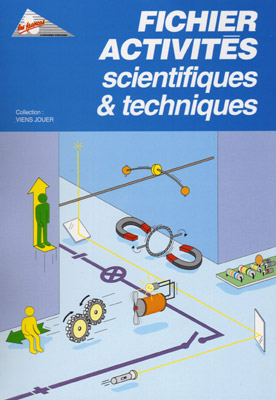 FICHIER
ACTIVITÉS
scientifiques
& techniques
Collection :
VIENS JOUER